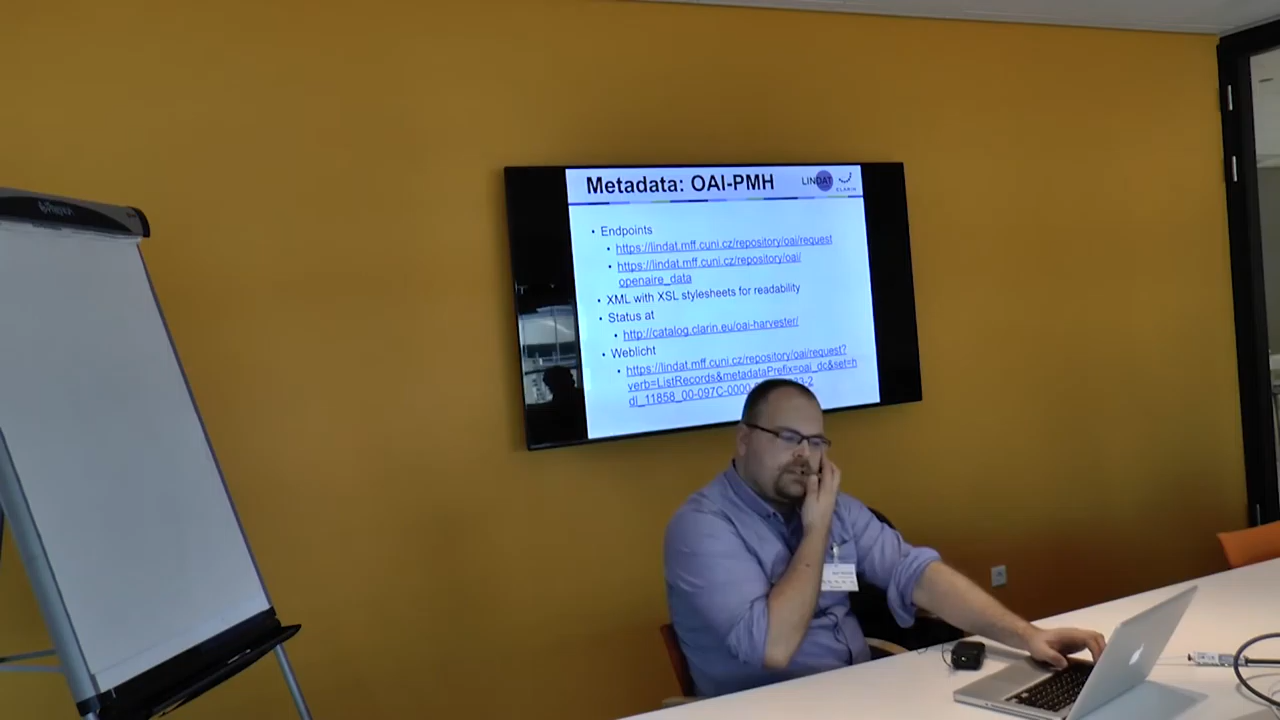 Metadata: OAI-PMH
LINDAT
CLARIN
• Endpoints
• https://lindat.mff.cuni.cz/repository/oai/request
• https://lindat.mff.cuni.cz/repository/oai/
openaire_data
• XML with XSL stylesheets for readability
• Status at
• http://catalog.clarin.eu/oai-harvester/
• Weblicht
• https://lindat.mff.cuni.cz/repository/oai/request?
verb=ListRecords&metadataPrefix=oai_dc&set=h
dl_11858_00-097C-0000-